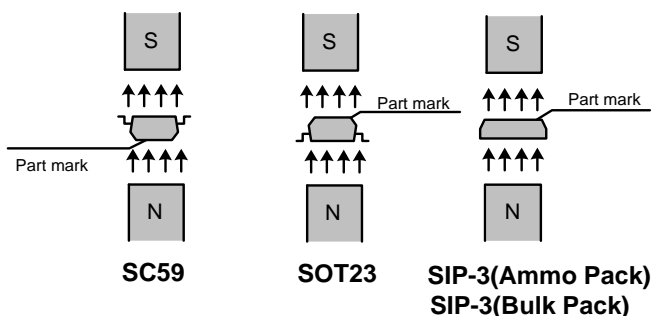 S
S
S
Part mark
Part mark
Part mark
N
N
N
SC59
SOT23
SIP-3(Ammo Pack)
SIP-3(Bulk Pack)